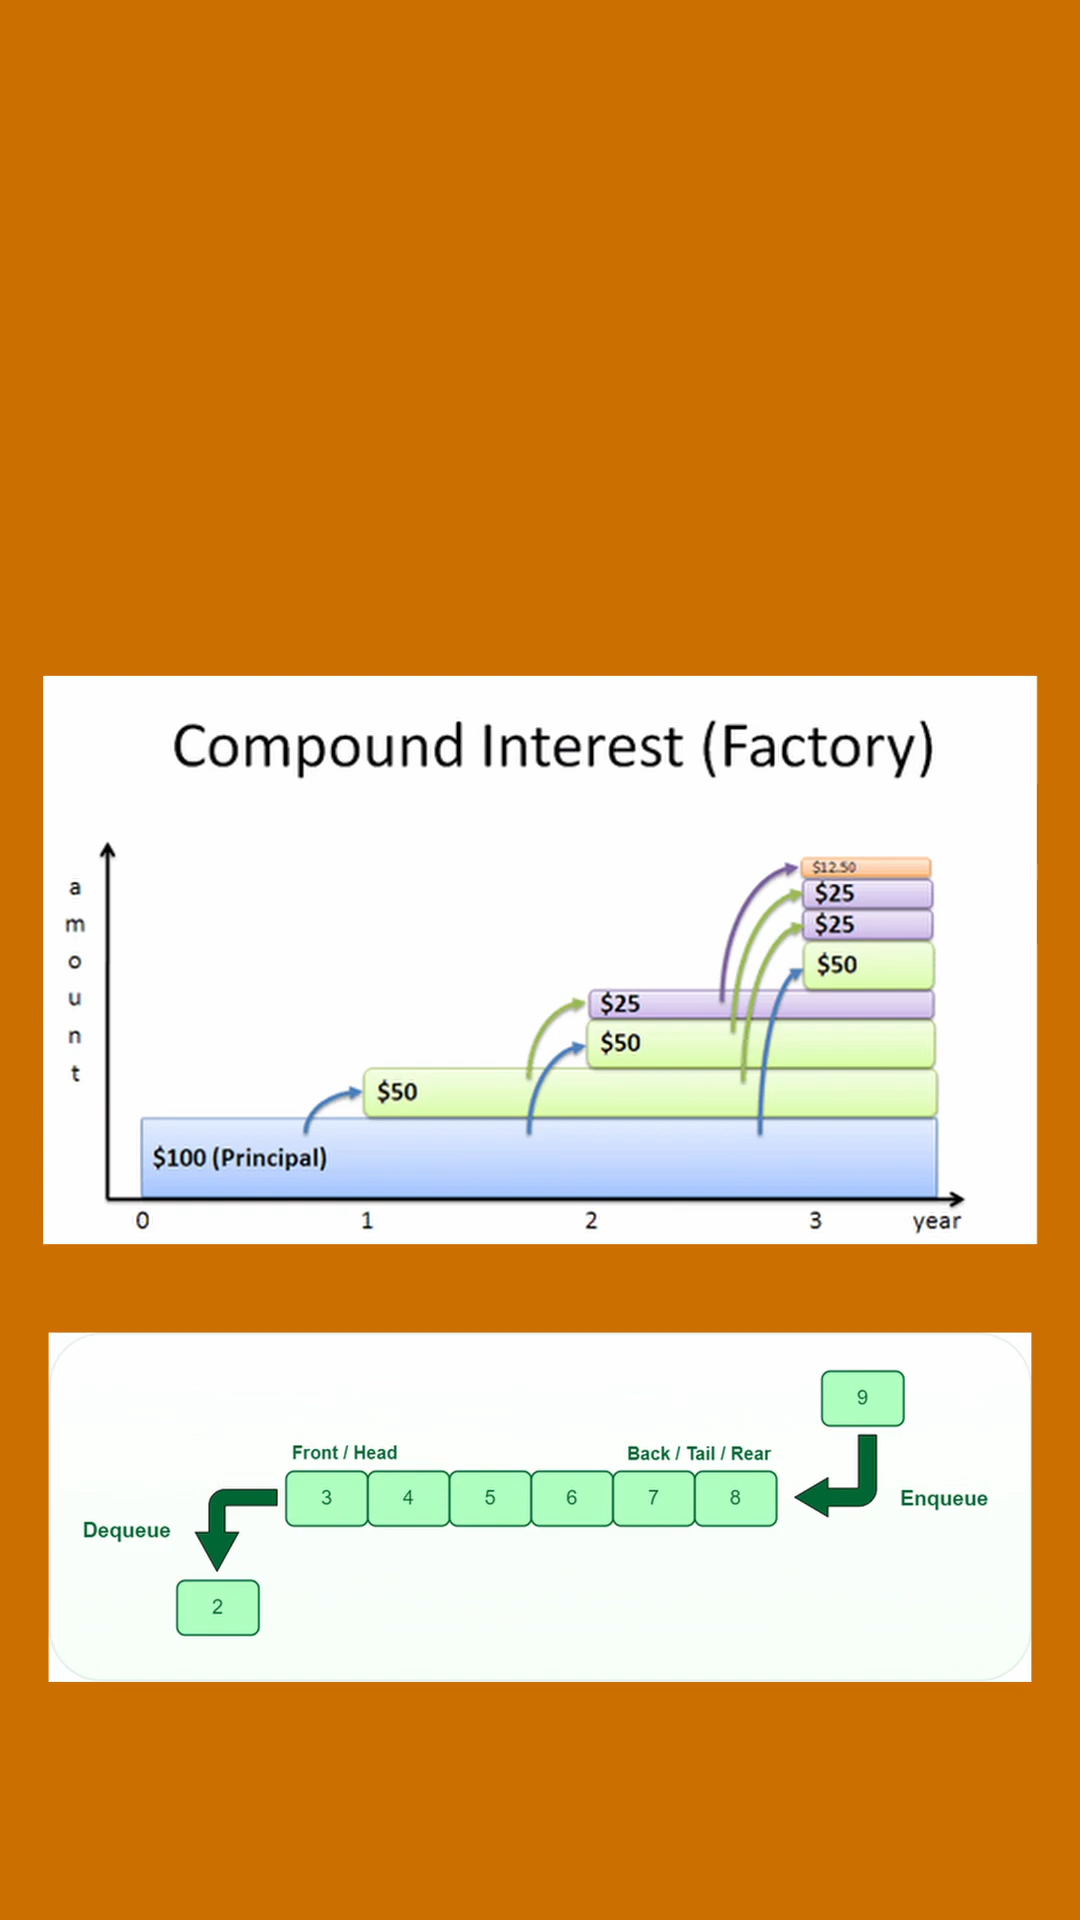 Compound Interest (Factory)
a
m
o
u
n
t
$12.50
$25
$25
$50
$25
$50
$50
$100 (Principal)
0 1 2 3 year
9
Front / Head Back / Tail / Rear
3 4 5 6 7 8
Enqueue
Dequeue
2